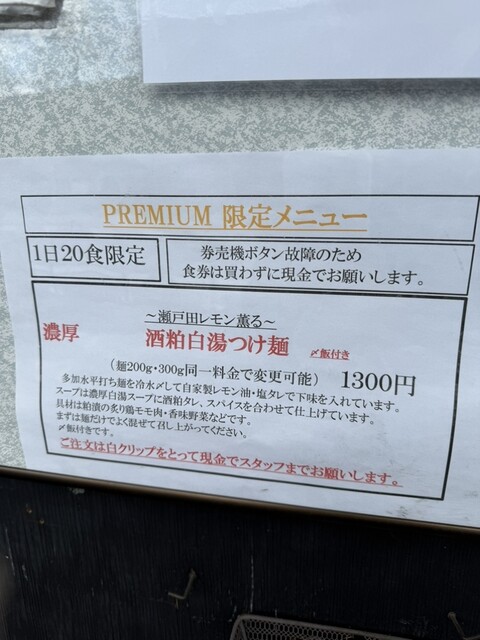 PREMIUM 限定メニュー
1日20食限定
券売機ボタン故障のため
食券は買わずに現金でお願いします。
～瀬戸田レモン薫る～
濃厚 酒粕白湯つけ麺 〆飯付き
(麺200g・300g同一料金で変更可能) 1300円
多加水平打ち麺を冷水〆して自家製レモン油・塩タレで下味を入れています。
スープは濃厚白湯スープに酒粕タレ、スパイスを合わせて仕上げています。
具材は粕漬の炙り鶏モモ肉・香味野菜などです。
まずは麺だけでよく混ぜて召し上がってください。
〆飯付きです。
ご注文は白クリップをとって現金でスタッフまでお願いします。